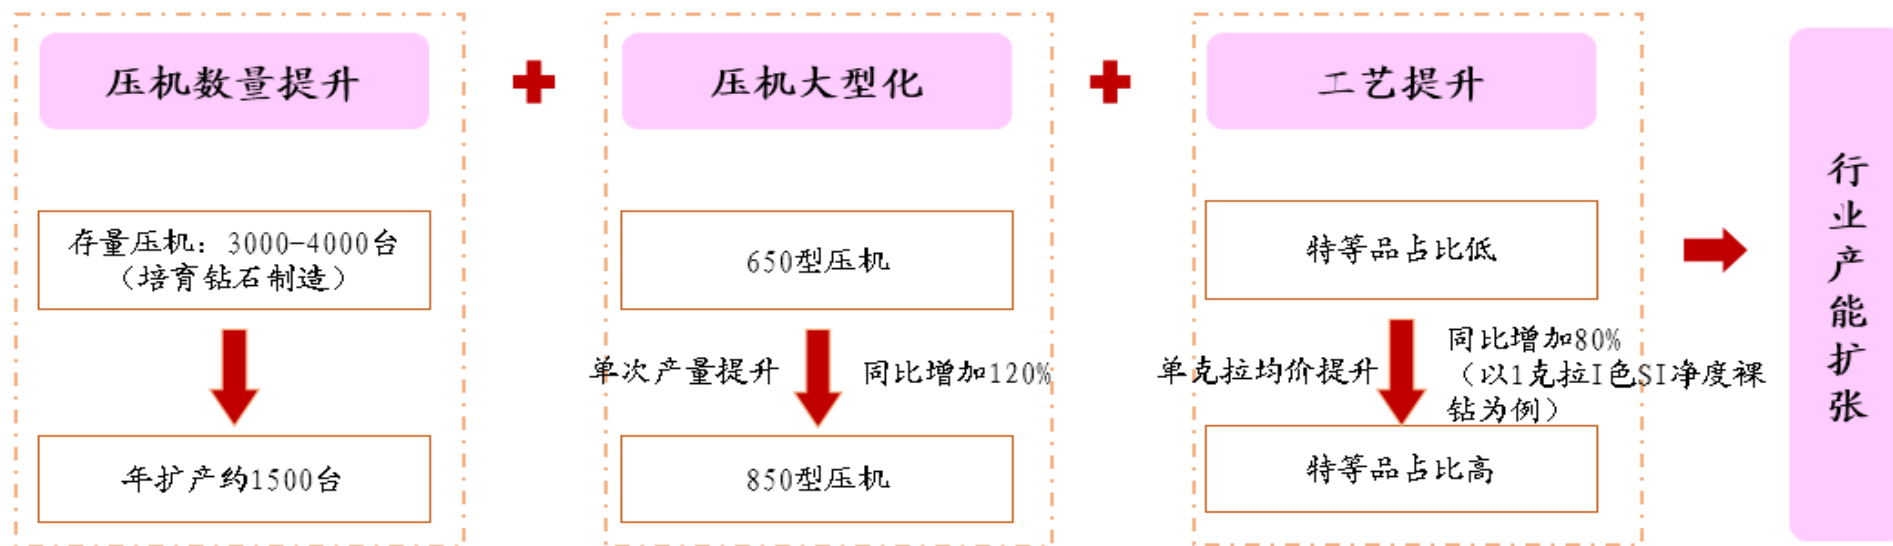 压机数量提升
存量压机：3000-4000台
（培育钻石制造）
年扩产约1500台
压机大型化
650型压机
单次产量提升
同比增加120%
850型压机
工艺提升
特等品占比低
单克拉均价提升
同比增加80%
（以1克拉I色SI净度裸
钻为例）
特等品占比高
行业产能扩张